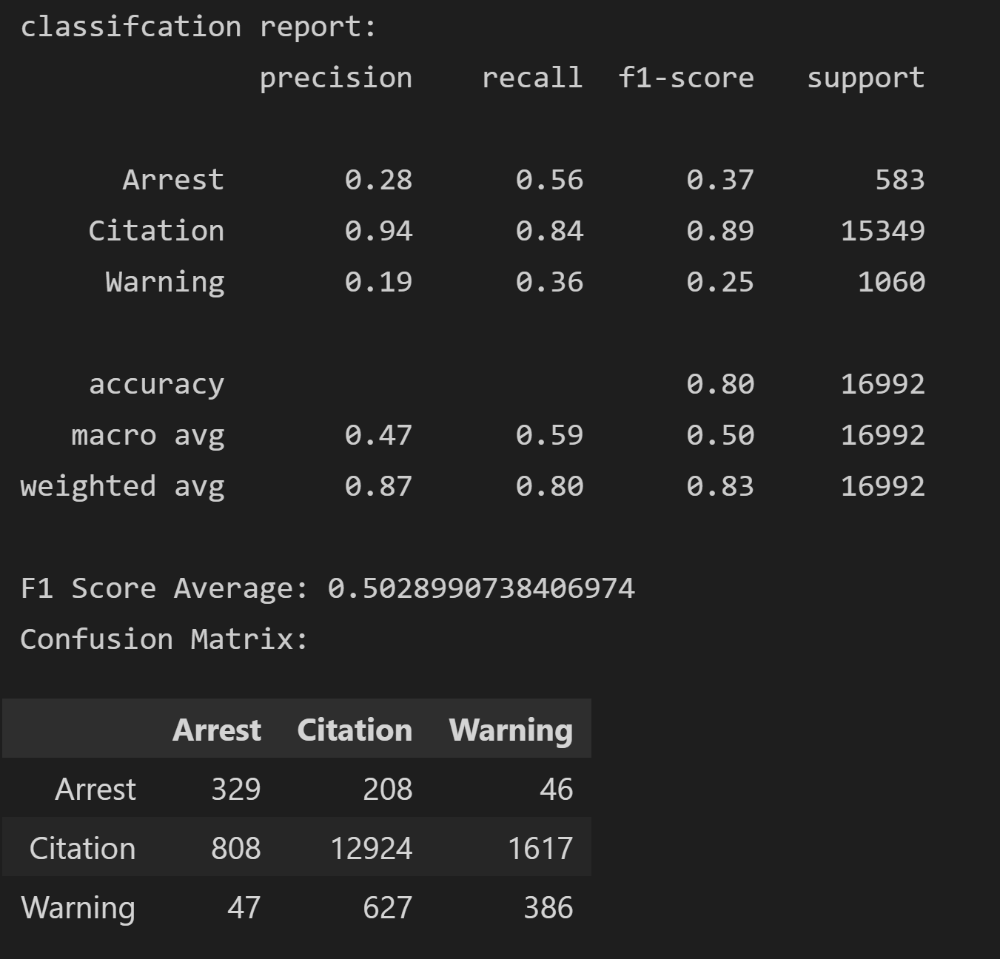 classifcation report:
precision recall f1-score support
Arrest 0.28 0.56 0.37 583
Citation 0.94 0.84 0.89 15349
Warning 0.19 0.36 0.25 1060
accuracy 0.80 16992
macro avg 0.47 0.59 0.50 16992
weighted avg 0.87 0.80 0.83 16992
F1 Score Average: 0.5028990738406974
Confusion Matrix:
Arrest Citation Warning
Arrest 329 208 46
Citation 808 12924 1617
Warning 47 627 386